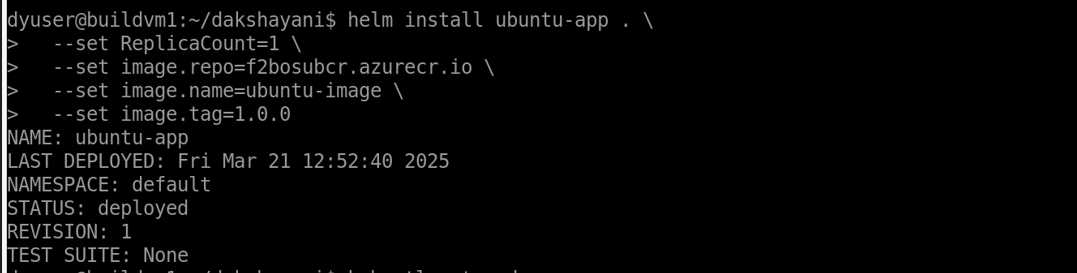 dyuser@buildvm1:~/dakshayani$ helm install ubuntu-app . \
>   --set ReplicaCount=1 \
>   --set image.repo=f2bosubcr.azurecr.io \
>   --set image.name=ubuntu-image \
>   --set image.tag=1.0.0
NAME: ubuntu-app
LAST DEPLOYED: Fri Mar 21 12:52:40 2025
NAMESPACE: default
STATUS: deployed
REVISION: 1
TEST SUITE: None